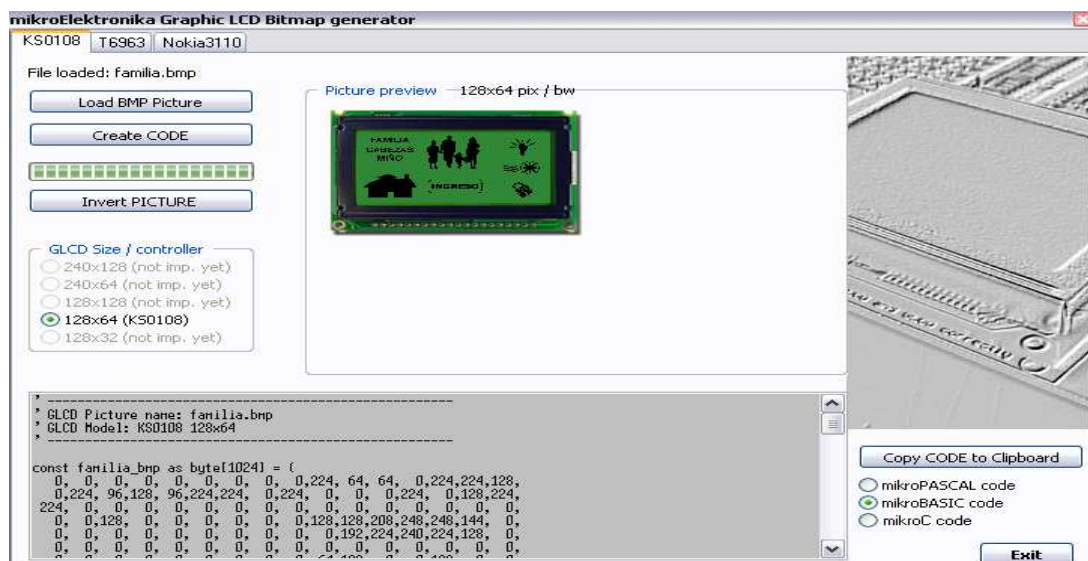 mikroElektronika Graphic LCD Bitmap generator
KS0108 T6963 Nokia3110
File loaded: familia.bmp
Load BMP Picture
Create CODE
Invert PICTURE
GLCD Size / controller
240x128 (not imp. yet)
240x64 (not imp. yet)
128x128 (not imp. yet)
128x64 (KS0108)
128x32 (not imp. yet)
Picture preview 128x64 pix / bw
FAMILIA
CABEZAS
MIÑO
(INGRESO)
' GLCD Picture name: familia.bmp
' GLCD Model: KS0108 128x64
const familia_bmp as byte[1024] = (
0, 0, 0, 0, 0, 0, 0, 0, 0,224, 64, 64, 0,224,224,128,
0,224, 96,128, 96,224,224, 0,224, 0, 0, 0,224, 0,128,224,
224, 0, 0, 0, 0, 0, 0, 0, 0, 0, 0, 0, 0, 0, 0, 0,
0, 0,128, 0, 0, 0, 0, 0, 0,128,128,208,248,248,144, 0,
0, 0, 0, 0, 0, 0, 0, 0, 0,192,224,240,224,128, 0,
0, 0, 0, 0, 0, 0, 0, 0, 0, 0, 0, 0, 0, 0, 0,
Copy CODE to Clipboard
mikroPASCAL code
mikroBASIC code
mikroC code
Exit